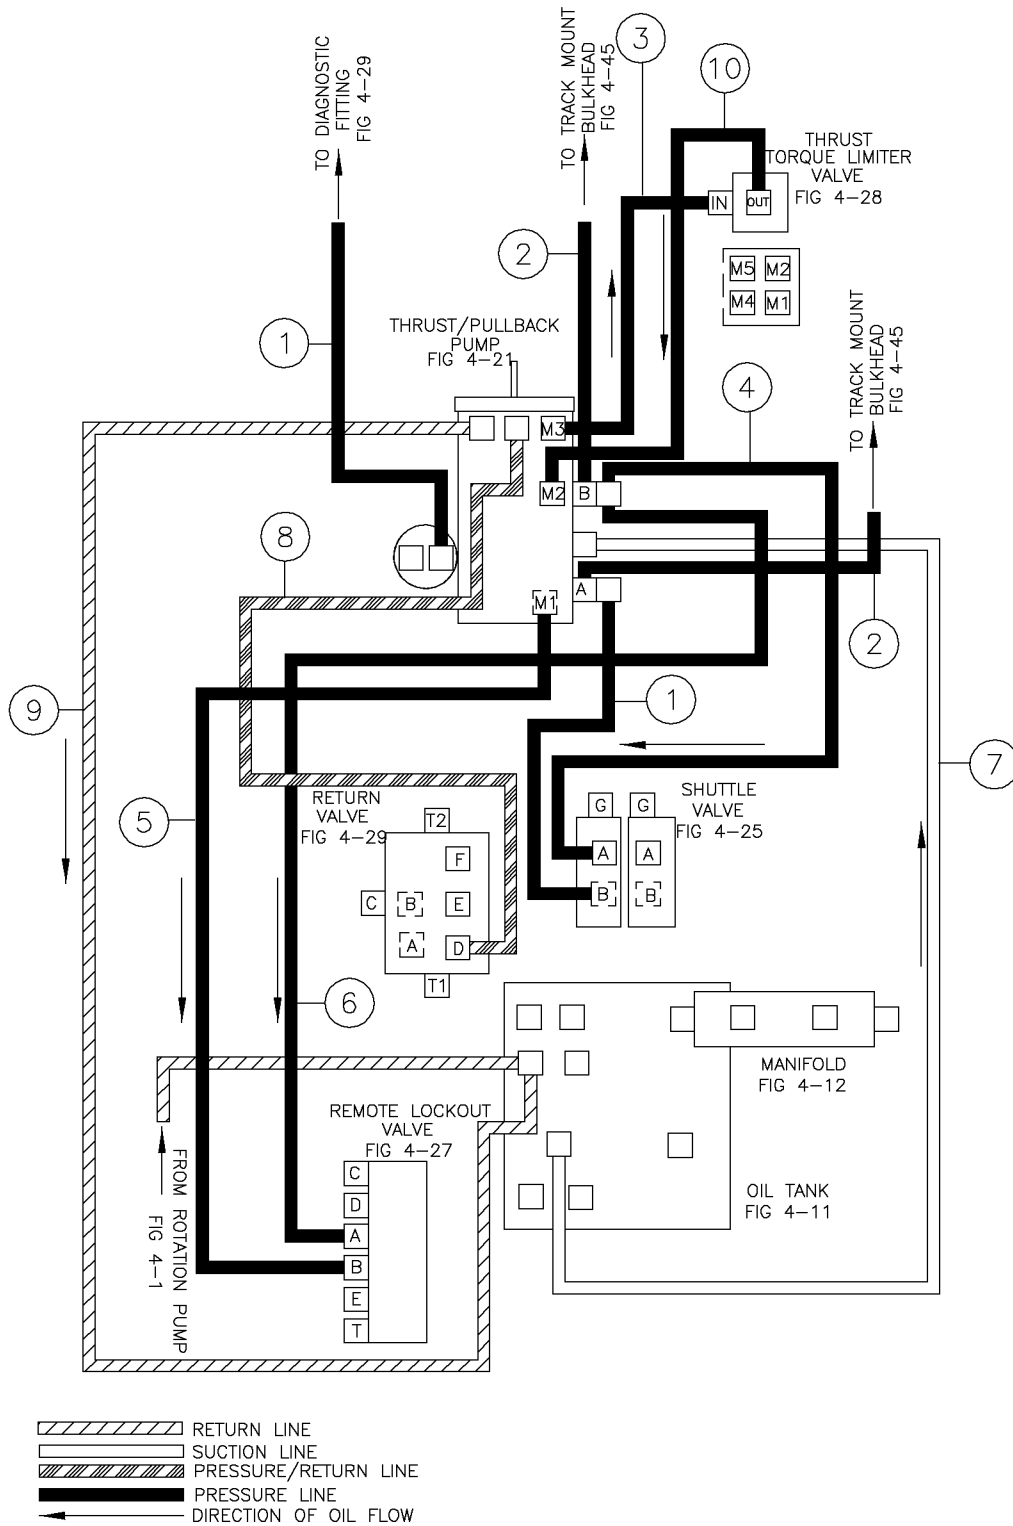 TO DIAGNOSTIC
FITTING
FIG 4-29
TO TRACK MOUNT
BULKHEAD
FIG 4-45
3
10
THRUST
TORQUE LIMITER
VALVE
FIG 4-28
IN
OUT
2
M5
M2
M4
M1
1
THRUST/PULLBACK
PUMP
FIG 4-21
TO TRACK MOUNT
BULKHEAD
FIG 4-45
4
M3
M2
B
8
A
M1
2
1
9
7
5
RETURN
VALVE
FIG 4-29
SHUTTLE
VALVE
FIG 4-25
G
G
T2
F
A
A
C
B
E
B
B
A
D
T1
6
MANIFOLD
FIG 4-12
REMOTE LOCKOUT
VALVE
FIG 4-27
FROM ROTATION PUMP
FIG 4-1
C
D
A
B
E
T
OIL TANK
FIG 4-11
RETURN LINE
SUCTION LINE
PRESSURE/RETURN LINE
PRESSURE LINE
DIRECTION OF OIL FLOW